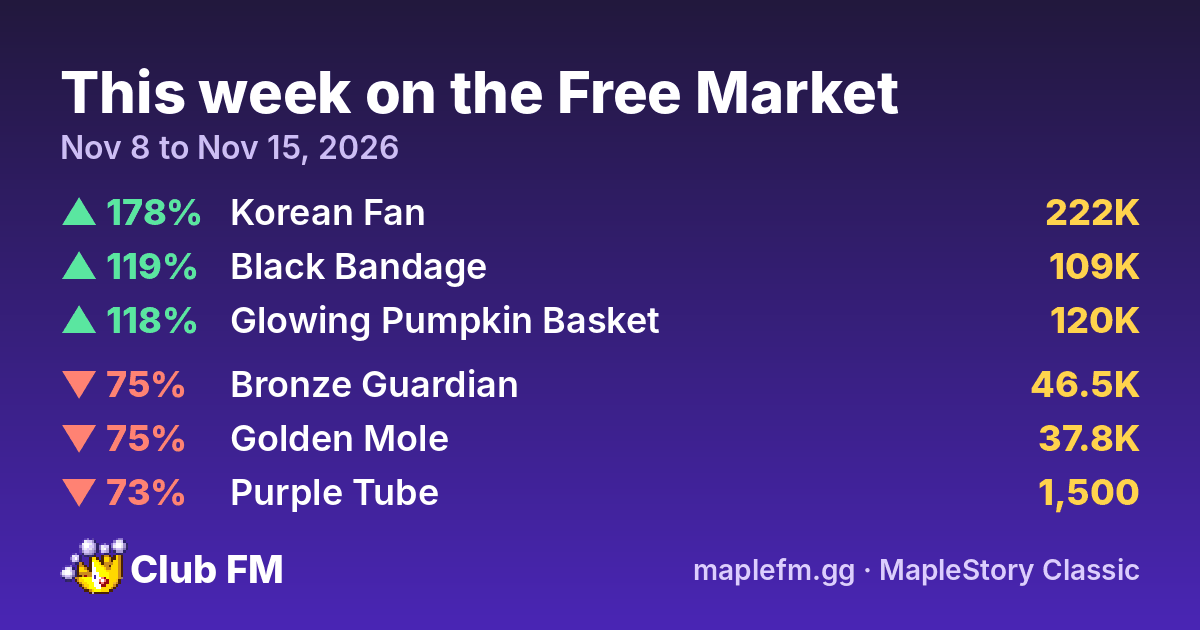 This week on the Free Market
Nov 8 to Nov 15, 2026
▲ 178% Korean Fan 222K
▲ 119% Black Bandage 109K
▲ 118% Glowing Pumpkin Basket 120K
▼ 75% Bronze Guardian 46.5K
▼ 75% Golden Mole 37.8K
▼ 73% Purple Tube 1,500
Club FM maplefm.gg · MapleStory Classic